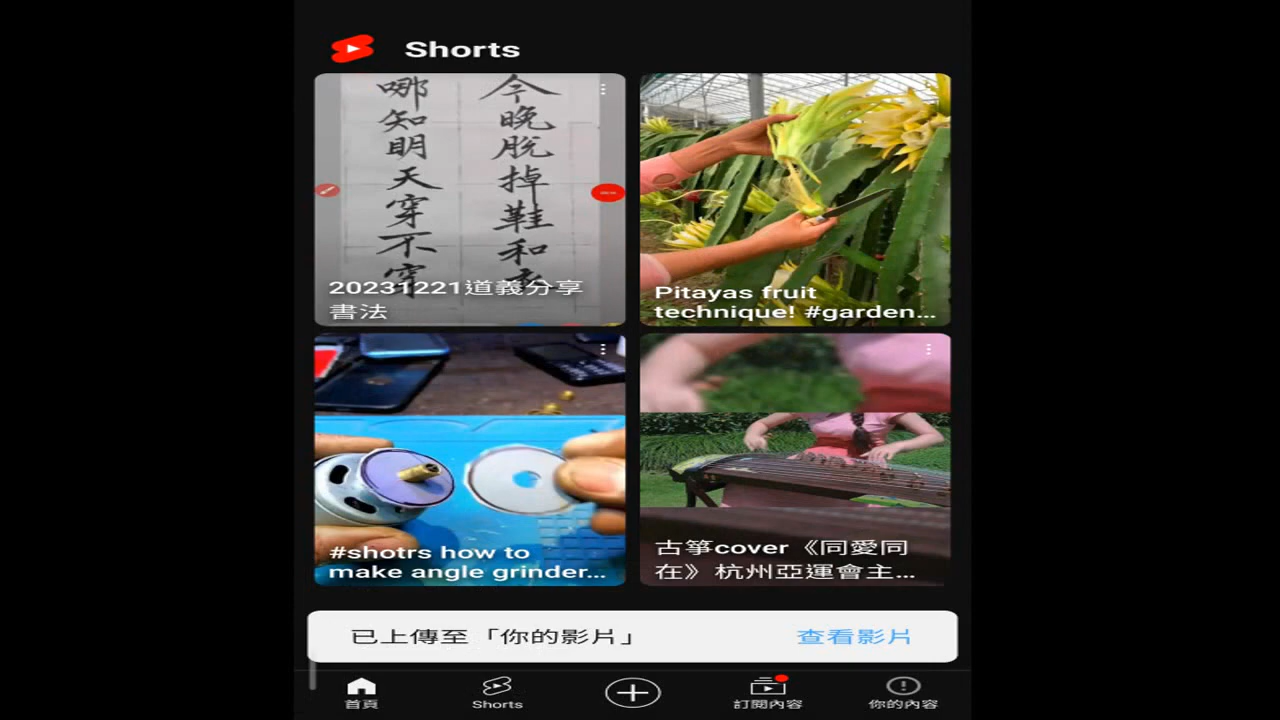 Shorts
今晚脫掉鞋和
哪知明天穿不穿
20231221道義分享
書法
Pitayas fruit
technique! #garden...
#shotrs how to
make angle grinder...
古箏cover《同愛同
在》杭州亞運會主...
已上傳至「你的影片」
查看影片
首頁
Shorts
訂閱內容
你的內容